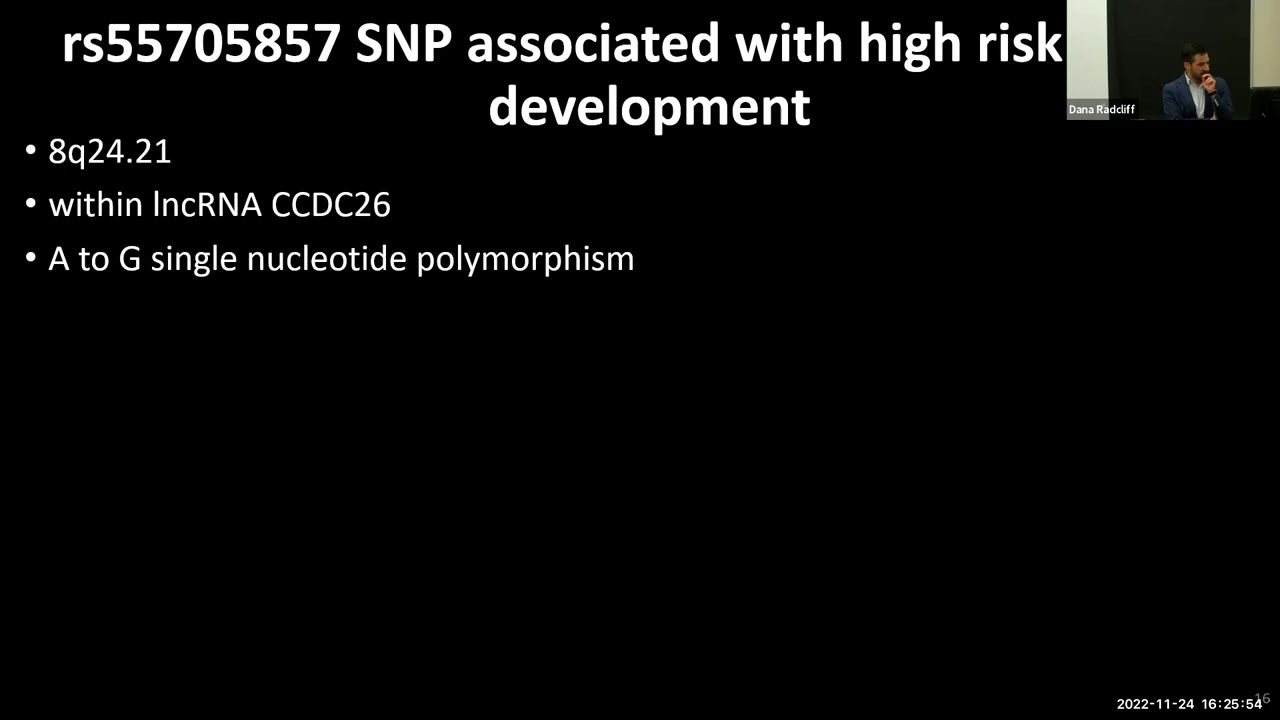 rs55705857 SNP associated with high risk
development
Dana Radcliff
• 8q24.21
• within lncRNA CCDC26
• A to G single nucleotide polymorphism
16
2022-11-24 16:25:54